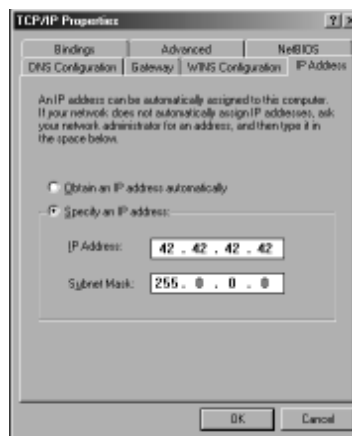 TCP/IP Properties
Bindings Advanced NetBIOS
DNS Configuration Gateway WINS Configuration IP Address
An IP address can be automatically assigned to this computer.
If your network does not automatically assign IP addresses, ask
your network administrator for an address, and then type it in
the space below.
Obtain an IP address automatically
Specify an IP address:
IP Address: 42 . 42 . 42 . 42
Subnet Mask: 255 . 0 . 0 . 0
OK Cancel